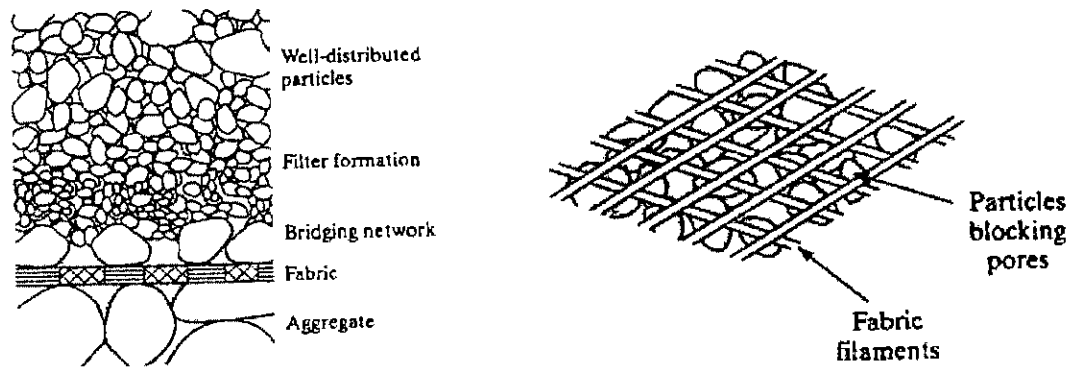 Well-distributed
particles
Filter formation
Bridging network
Fabric
Aggregate
Particles
blocking
pores
Fabric
filaments